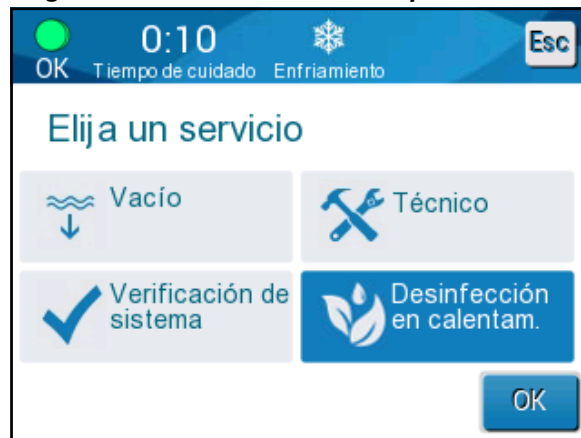 0:10
Esc
OK Tiempo de cuidado Enfriamiento
Elija un servicio
Vacío
Técnico
Verificación de
sistema
Desinfección
en calentam.
OK